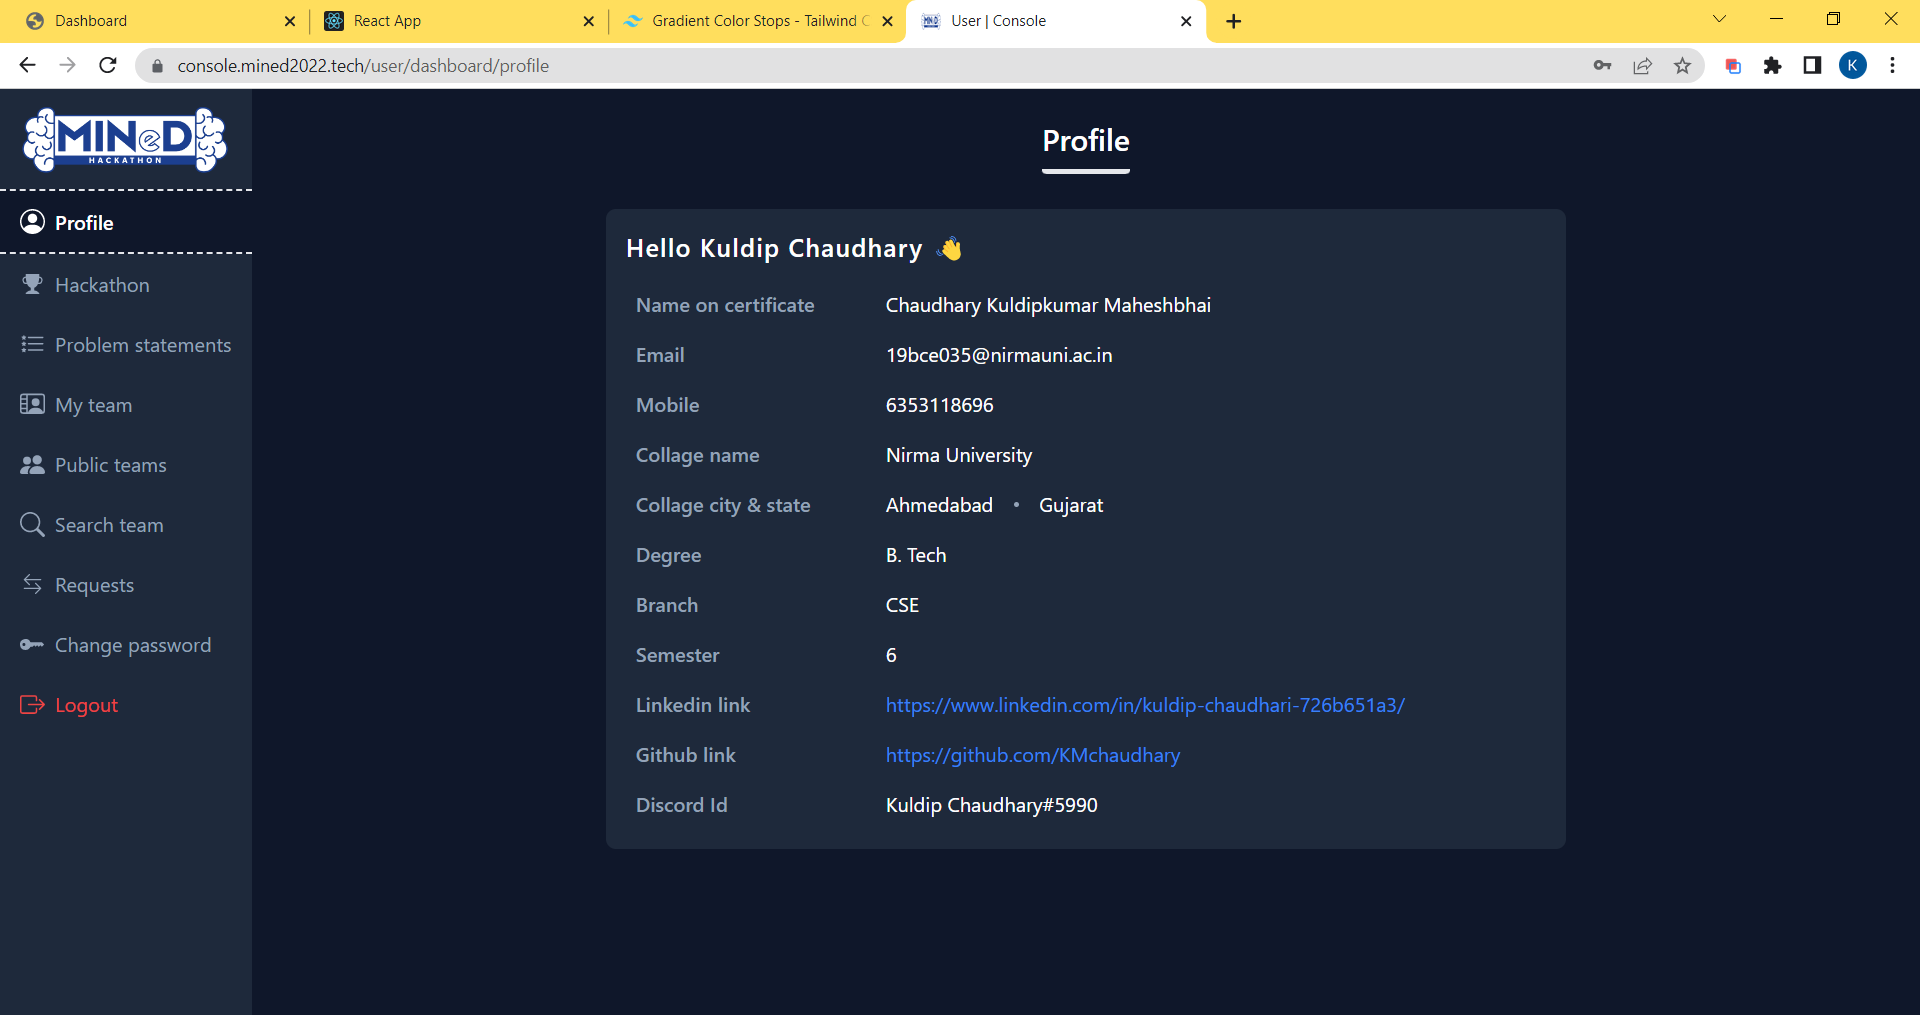 Dashboard
React App
Gradient Color Stops - Tailwind C
User | Console
console.mined2022.tech/user/dashboard/profile
K
MINeD
HACKATHON
Profile
Hackathon
Problem statements
My team
Public teams
Search team
Requests
Change password
Logout
Profile
Hello Kuldip Chaudhary 👋
Name on certificate Chaudhary Kuldipkumar Maheshbhai
Email 19bce035@nirmauni.ac.in
Mobile 6353118696
Collage name Nirma University
Collage city & state Ahmedabad • Gujarat
Degree B. Tech
Branch CSE
Semester 6
Linkedin link https://www.linkedin.com/in/kuldip-chaudhari-726b651a3/
Github link https://github.com/KMchaudhary
Discord Id Kuldip Chaudhary#5990